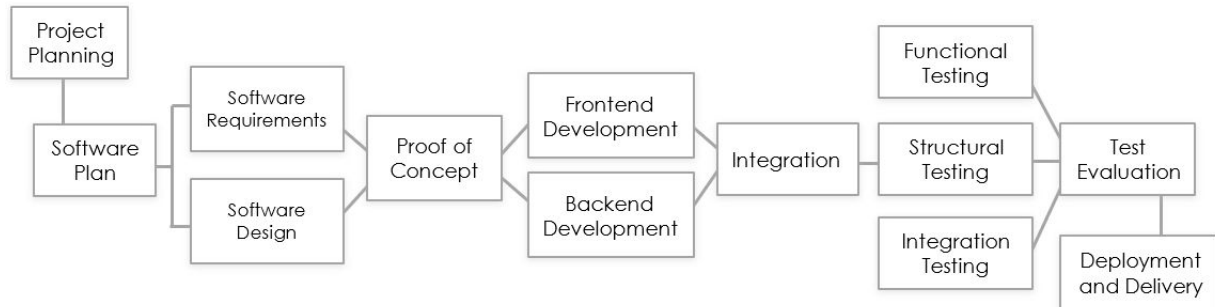 Project
Planning
Software
Plan
Software
Requirements
Software
Design
Proof of
Concept
Frontend
Development
Backend
Development
Integration
Functional
Testing
Structural
Testing
Integration
Testing
Test
Evaluation
Deployment
and Delivery